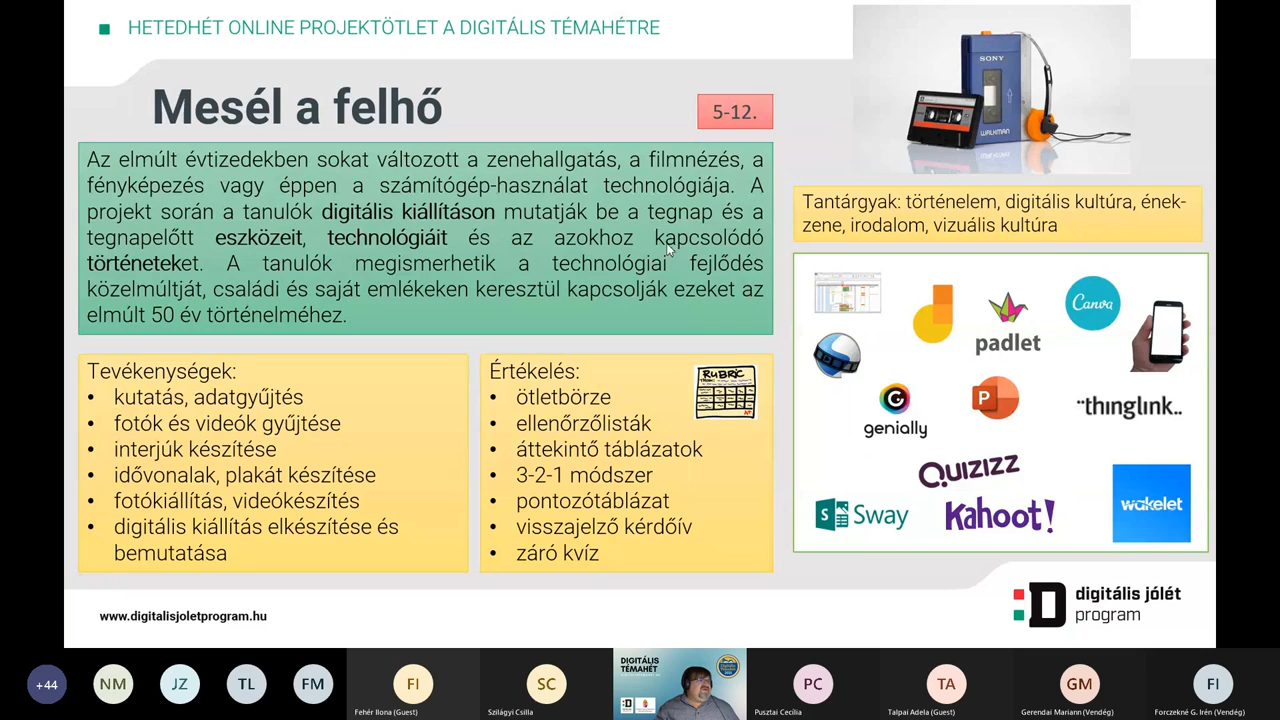 HETEDHÉT ONLINE PROJEKTÖTLET A DIGITÁLIS TÉMAHÉTRE
Mesél a felhő
5-12.
SONY
WALKMAN
Az elmúlt évtizedekben sokat változott a zenehallgatás, a filmnézés, a
fényképezés vagy éppen a számítógép-használat technológiája. A
projekt során a tanulók digitális kiállításon mutatják be a tegnap és a
tegnapelőtt eszközeit, technológiáit és az azokhoz kapcsolódó
történeteket. A tanulók megismerhetik a technológiai fejlődés
közelmúltját, családi és saját emlékeken keresztül kapcsolják ezeket az
elmúlt 50 év történelméhez.
Tantárgyak: történelem, digitális kultúra, ének-
zene, irodalom, vizuális kultúra
Tevékenységek:
• kutatás, adatgyűjtés
• fotók és videók gyűjtése
• interjúk készítése
• idővonalak, plakát készítése
• fotókiállítás, videókészítés
• digitális kiállítás elkészítése és
bemutatása
Értékelés:
• ötletbörze
• ellenőrzőlisták
• áttekintő táblázatok
• 3-2-1 módszer
• pontozótáblázat
• visszajelző kérdőív
• záró kvíz
RUBRIC
Canva
padlet
G
genially
P
thinglink..
QUIZIZZ
S Sway
Kahoot!
wakelet
www.digitalisjoletprogram.hu
digitális jólét
program
+44
NM
JZ
TL
FM
FI
Fehér Ilona (Guest)
SC
Szilágyi Csilla
DIGITÁLIS
TÉMAHÉT
PC
Pusztai Cecília
TA
Talpai Adela (Guest)
GM
Gerendai Mariann (Vendég)
FI
Forczekné G. Irén (Vendég)